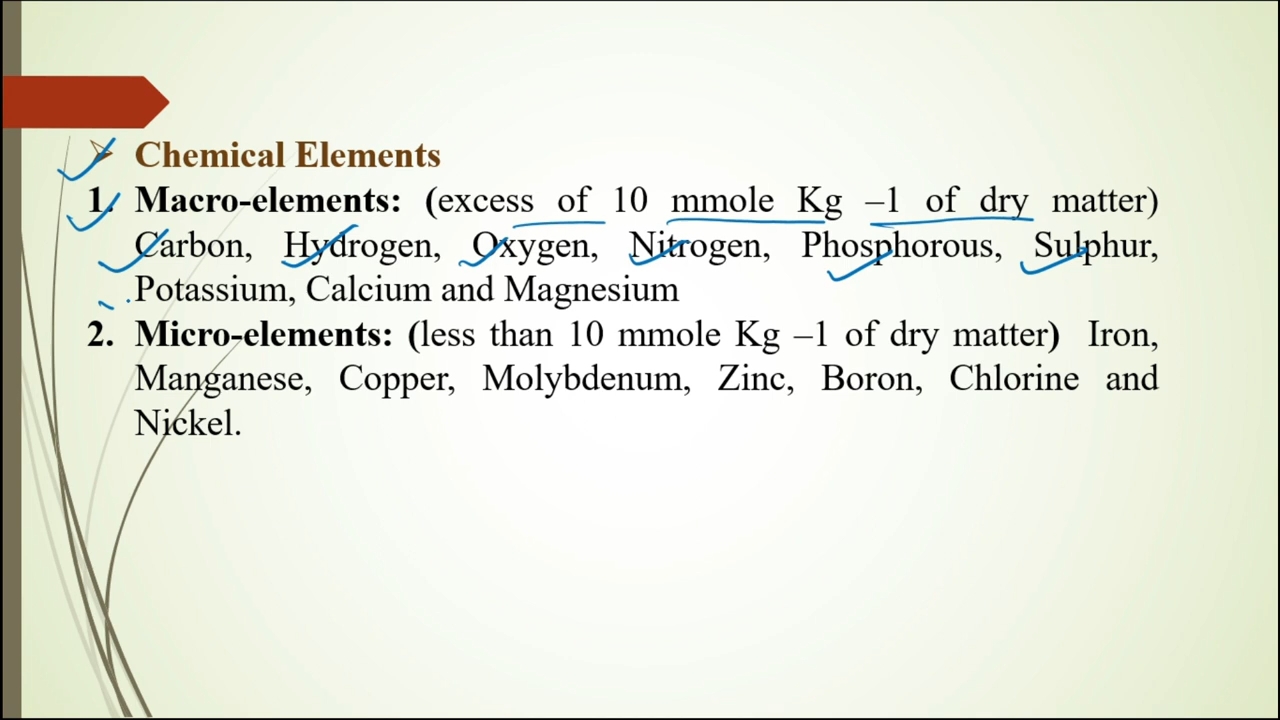 Chemical Elements
1. Macro-elements: (excess of 10 mmole Kg –1 of dry matter)
Carbon, Hydrogen, Oxygen, Nitrogen, Phosphorous, Sulphur,
Potassium, Calcium and Magnesium
2. Micro-elements: (less than 10 mmole Kg –1 of dry matter) Iron,
Manganese, Copper, Molybdenum, Zinc, Boron, Chlorine and
Nickel.